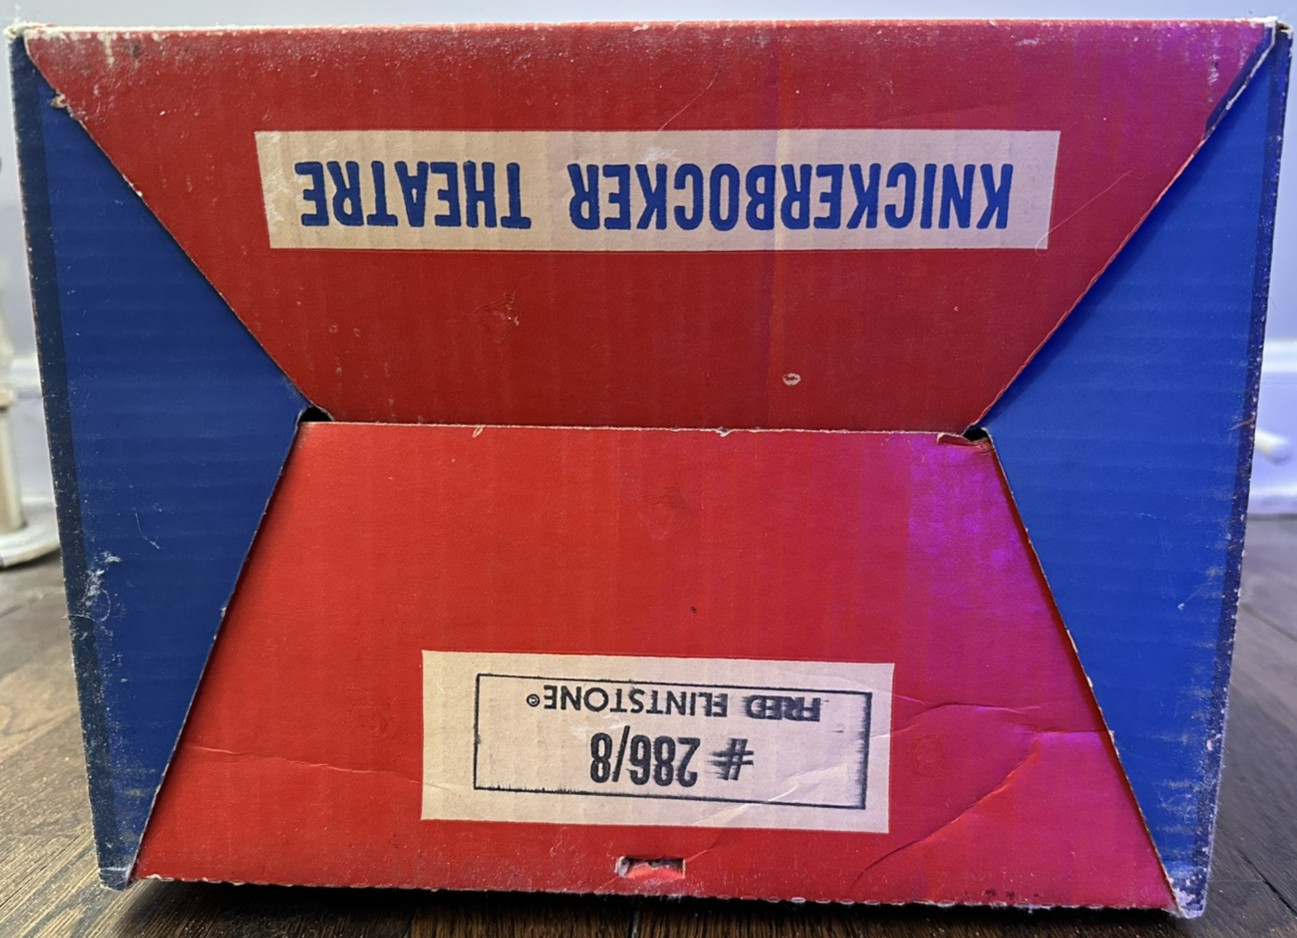 KNICKERBOCKER THEATRE
# 286/8
FRED FLINTSTONE©